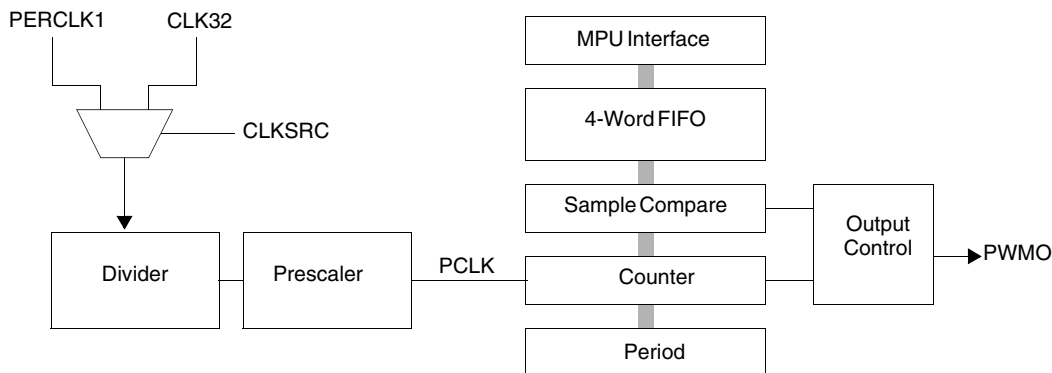 PERCLK1
CLK32
MPU Interface
4-Word FIFO
CLKSRC
Sample Compare
Output
Control
PWMO
Divider
Prescaler
PCLK
Counter
Period